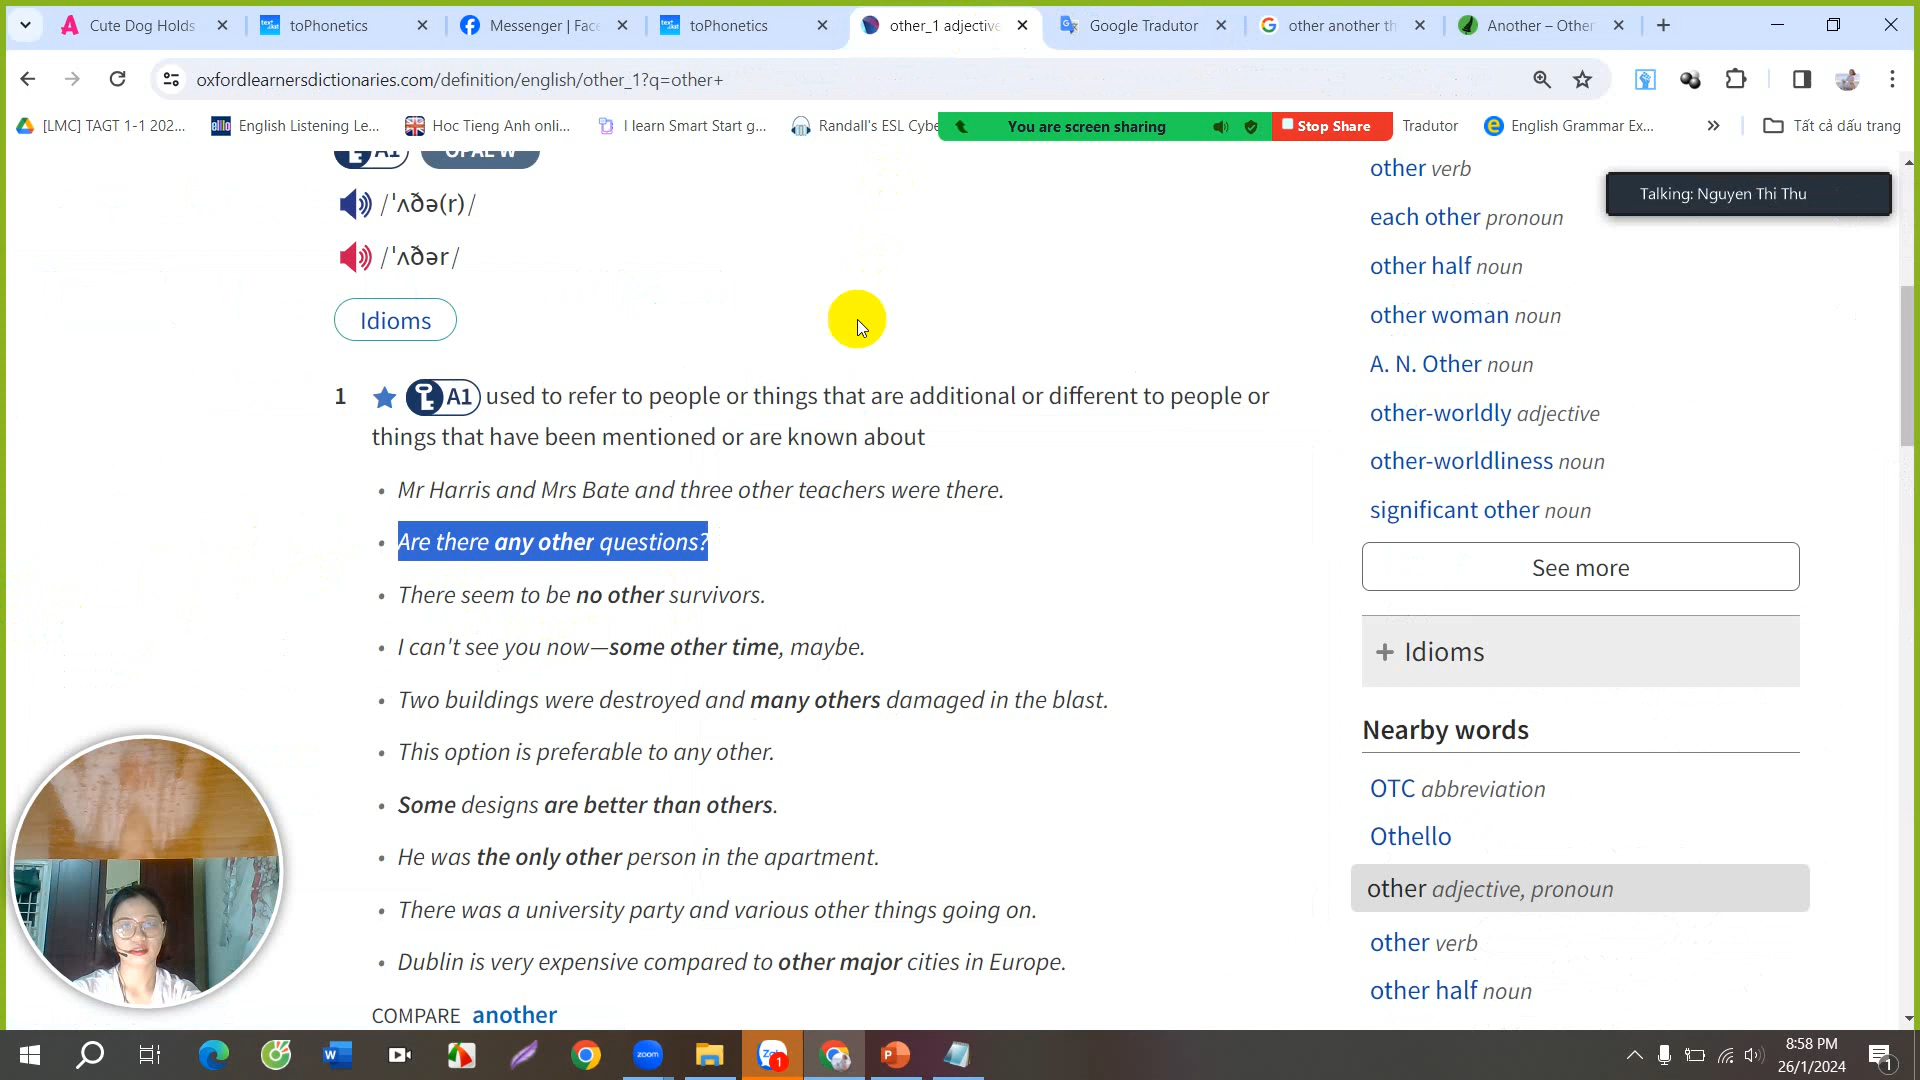 Cute Dog Holds
toPhonetics
Messenger | Face
toPhonetics
other_1 adjective
Google Tradutor
other another th
Another – Other
oxfordlearnersdictionaries.com/definition/english/other_1?q=other+
[LMC] TAGT 1-1 202...
English Listening Le...
Hoc Tieng Anh onli...
I learn Smart Start g...
Randall's ESL Cybe
You are screen sharing
Stop Share
Tradutor
English Grammar Ex...
Tất cả dấu trang
Talking: Nguyen Thi Thu
A1
OPAL W
/ˈʌðə(r)/
/ˈʌðər/
Idioms
1 A1 used to refer to people or things that are additional or different to people or
things that have been mentioned or are known about
• Mr Harris and Mrs Bate and three other teachers were there.
• Are there any other questions?
• There seem to be no other survivors.
• I can't see you now—some other time, maybe.
• Two buildings were destroyed and many others damaged in the blast.
• This option is preferable to any other.
• Some designs are better than others.
• He was the only other person in the apartment.
• There was a university party and various other things going on.
• Dublin is very expensive compared to other major cities in Europe.
COMPARE another
other verb
each other pronoun
other half noun
other woman noun
A. N. Other noun
other-worldly adjective
other-worldliness noun
significant other noun
See more
+ Idioms
Nearby words
OTC abbreviation
Othello
other adjective, pronoun
other verb
other half noun
zoom
1
8:58 PM
26/1/2024
1